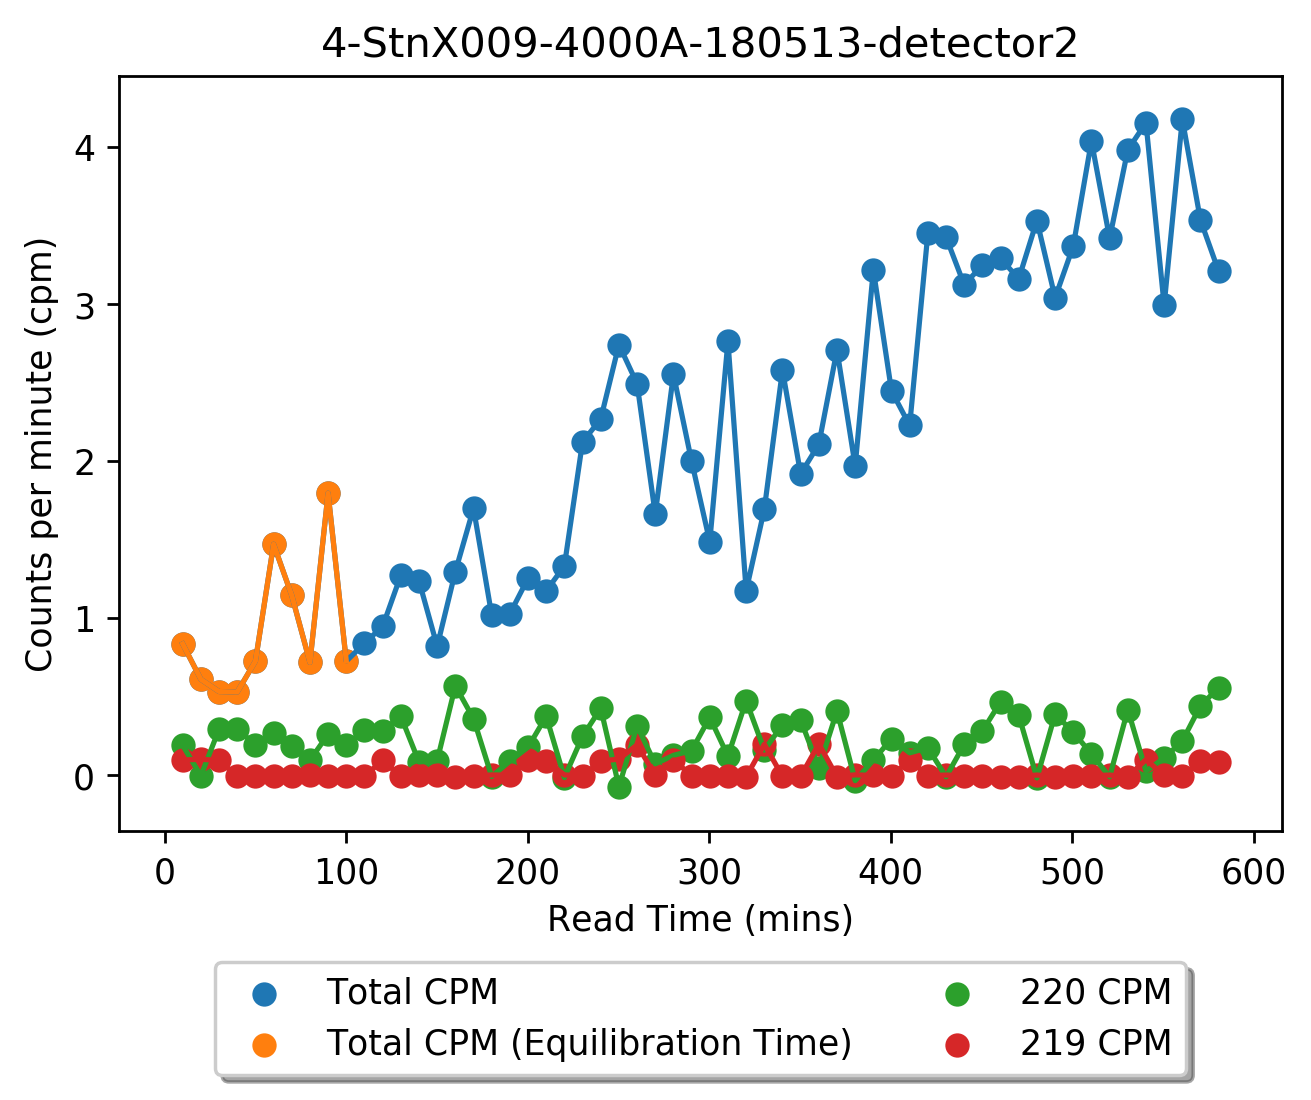 4-StnX009-4000A-180513-detector2
Counts per minute (cpm)
4
3
2
1
0
0 100 200 300 400 500 600
Read Time (mins)
Total CPM
Total CPM (Equilibration Time)
220 CPM
219 CPM